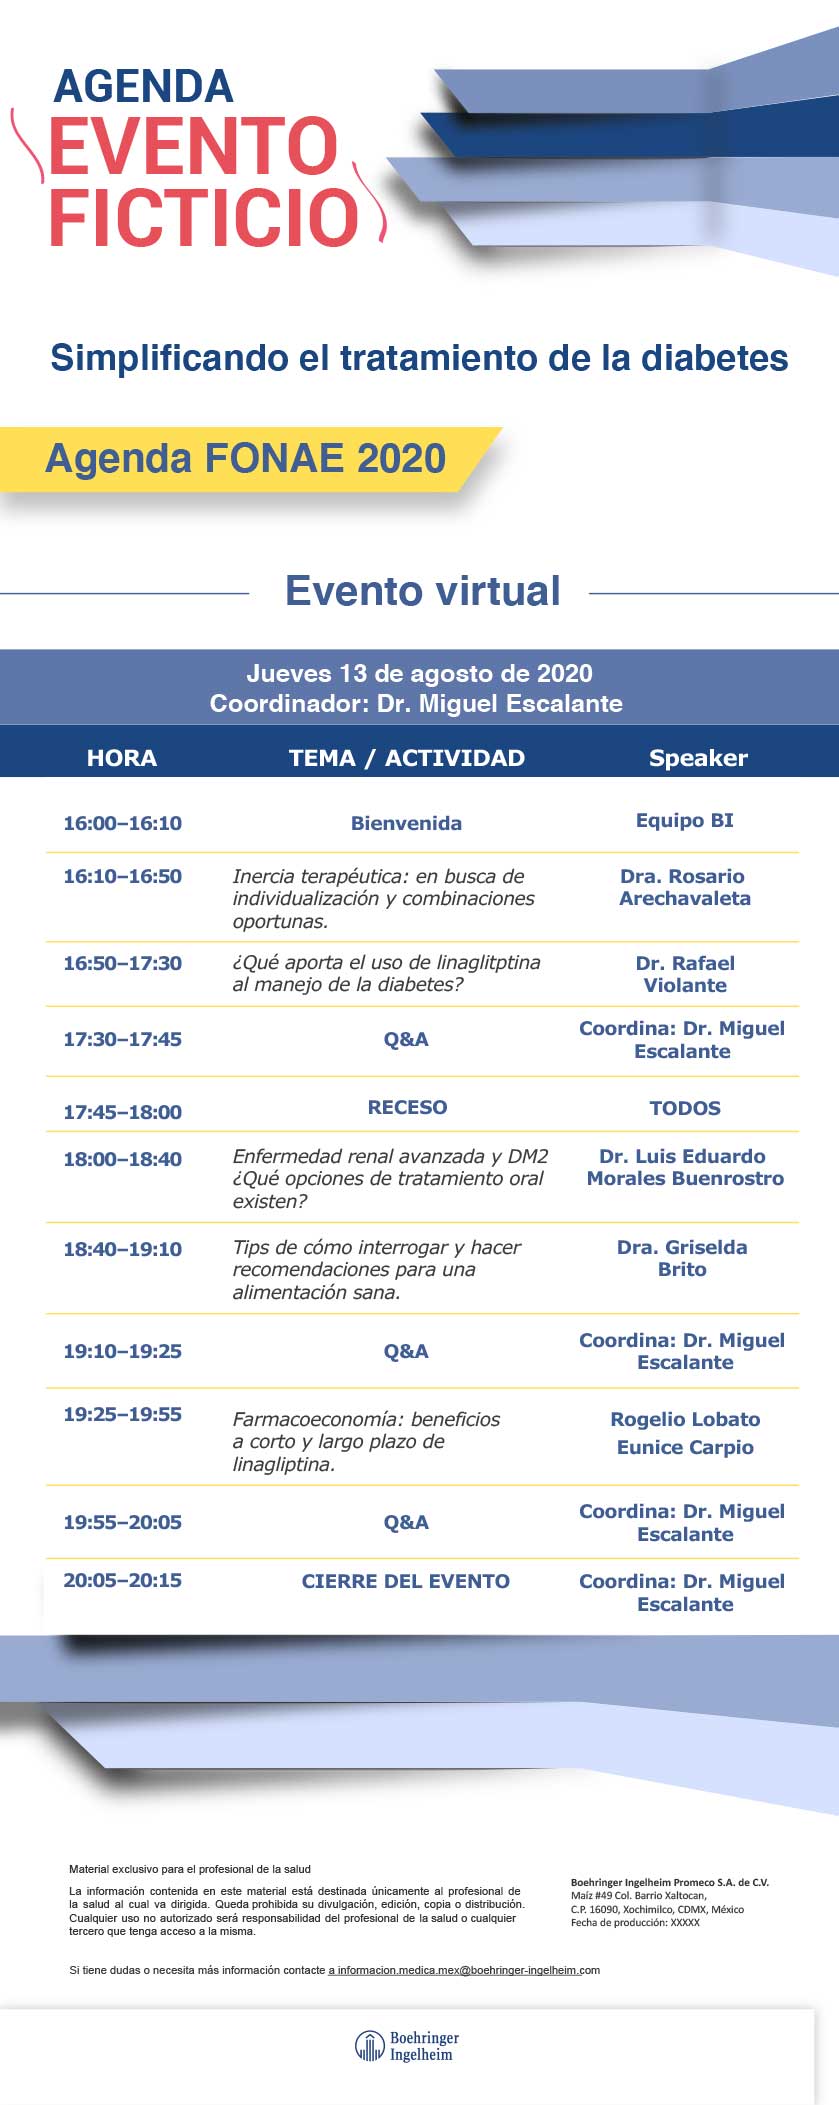 AGENDA
EVENTO
FICTICIO
Simplificando el tratamiento de la diabetes
Agenda FONAE 2020
Evento virtual
Jueves 13 de agosto de 2020
Coordinador: Dr. Miguel Escalante
HORA TEMA / ACTIVIDAD Speaker
16:00–16:10 Bienvenida Equipo BI
16:10–16:50 Inercia terapéutica: en busca de Dra. Rosario
individualización y combinaciones Arechavaleta
oportunas.
16:50–17:30 ¿Qué aporta el uso de linaglitptina Dr. Rafael
al manejo de la diabetes? Violante
17:30–17:45 Q&A Coordina: Dr. Miguel
Escalante
17:45–18:00 RECESO TODOS
18:00–18:40 Enfermedad renal avanzada y DM2 Dr. Luis Eduardo
¿Qué opciones de tratamiento oral Morales Buenrostro
existen?
18:40–19:10 Tips de cómo interrogar y hacer Dra. Griselda
recomendaciones para una Brito
alimentación sana.
19:10–19:25 Q&A Coordina: Dr. Miguel
Escalante
19:25–19:55 Farmacoeconomía: beneficios Rogelio Lobato
a corto y largo plazo de Eunice Carpio
linagliptina.
19:55–20:05 Q&A Coordina: Dr. Miguel
Escalante
20:05–20:15 CIERRE DEL EVENTO Coordina: Dr. Miguel
Escalante
Material exclusivo para el profesional de la salud
La información contenida en este material está destinada únicamente al profesional de
la salud al cual va dirigida. Queda prohibida su divulgación, edición, copia o distribución.
Cualquier uso no autorizado será responsabilidad del profesional de la salud o cualquier
tercero que tenga acceso a la misma.
Si tiene dudas o necesita más información contacte a informacion.medica.mex@boehringer-ingelheim.com
Boehringer Ingelheim Promeco S.A. de C.V.
Maíz #49 Col. Barrio Xaltocan,
C.P. 16090, Xochimilco, CDMX, México
Fecha de producción: XXXXX
Boehringer
Ingelheim